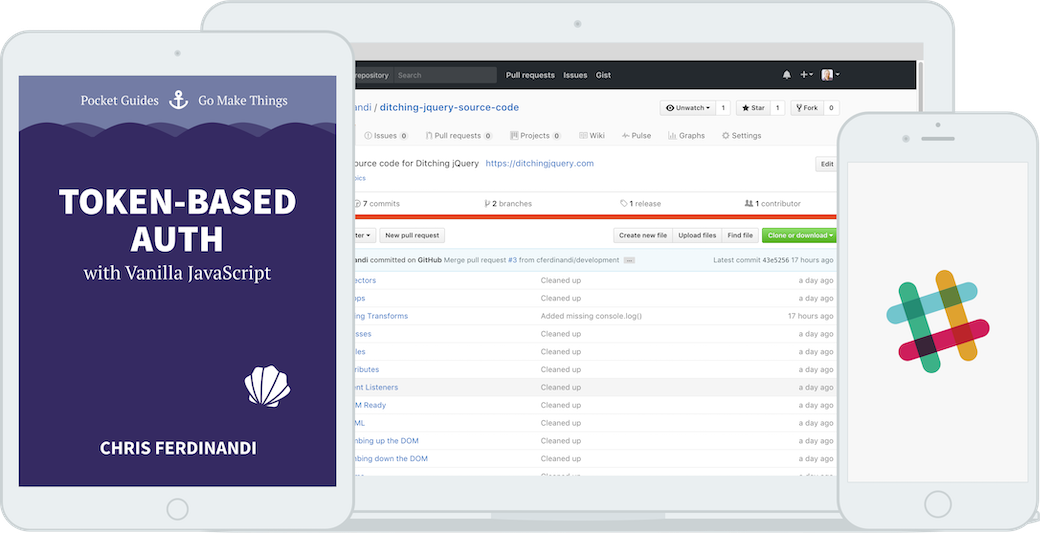 Pocket Guides Go Make Things
TOKEN-BASED
AUTH
with Vanilla JavaScript
CHRIS FERDINANDI
repository Search Pull requests Issues Gist
andi / ditching-jquery-source-code Unwatch 1 Star 1 Fork 0
Issues 0 Pull requests 0 Projects 0 Wiki Pulse Graphs Settings
ource code for Ditching jQuery https://ditchingjquery.com Edit
pics
7 commits 2 branches 1 release 1 contributor
ter New pull request Create new file Upload files Find file Clone or download
andi committed on GitHub Merge pull request #3 from cferdinandi/development ... Latest commit 43e5256 17 hours ago
ectors Cleaned up a day ago
ops Cleaned up a day ago
ing Transforms Added missing console.log() 17 hours ago
sses Cleaned up a day ago
les Cleaned up a day ago
ributes Cleaned up a day ago
ent Listeners Cleaned up a day ago
M Ready Cleaned up a day ago
ML Cleaned up a day ago
mbing up the DOM Cleaned up a day ago
mbing down the DOM Cleaned up a day ago
Cleaned up a day ago